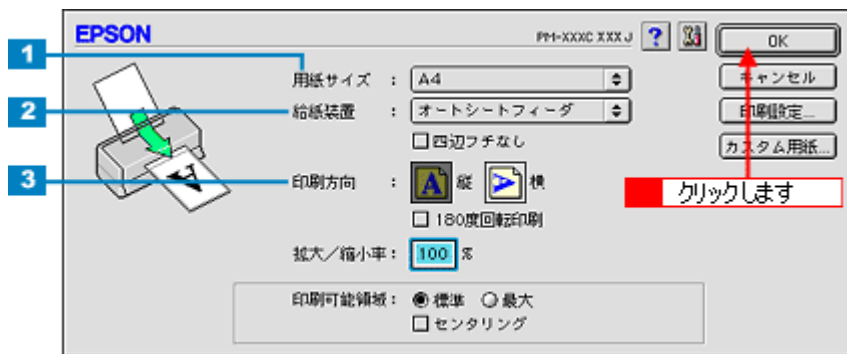 EPSON
PM-XXXC XXX J
?
OK
1
用紙サイズ : A4
キャンセル
2
給紙装置 : オートシートフィーダ
印刷設定...
四辺フチなし
カスタム用紙...
3
印刷方向 : A 縦 A 横
クリックします
180度回転印刷
拡大/縮小率: 100 %
印刷可能領域: 標準 最大
センタリング
A